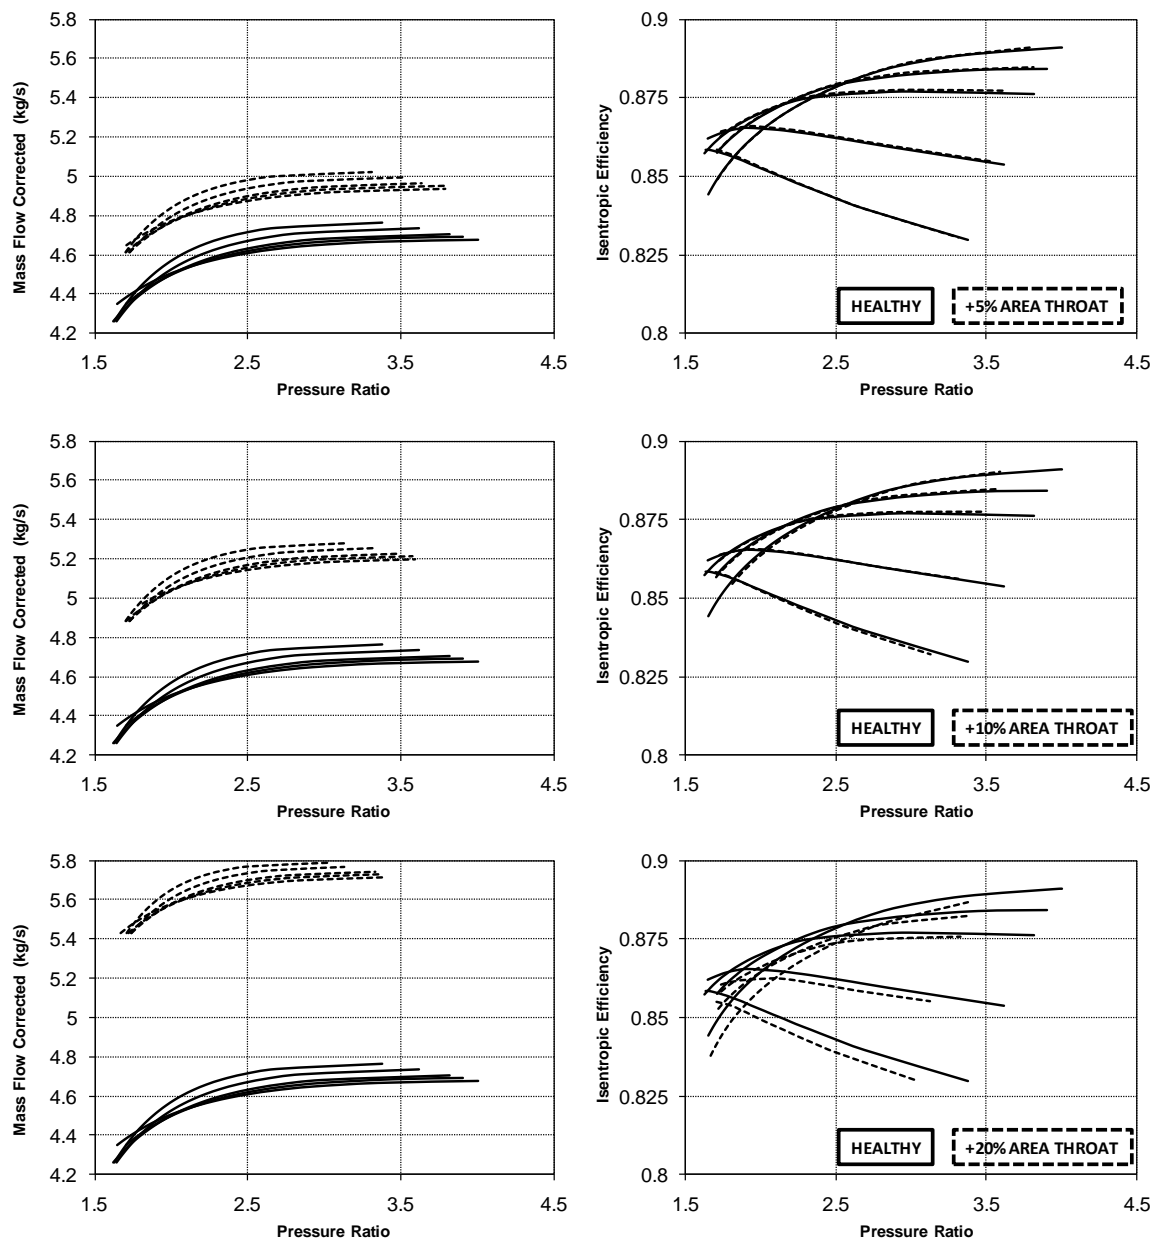 5.8
5.6
5.4
5.2
5
4.8
4.6
4.4
4.2
Mass Flow Corrected (kg/s)
1.5 2.5 3.5 4.5
Pressure Ratio
0.9
0.875
0.85
0.825
0.8
Isentropic Efficiency
HEALTHY +5% AREA THROAT
1.5 2.5 3.5 4.5
Pressure Ratio
5.8
5.6
5.4
5.2
5
4.8
4.6
4.4
4.2
Mass Flow Corrected (kg/s)
1.5 2.5 3.5 4.5
Pressure Ratio
0.9
0.875
0.85
0.825
0.8
Isentropic Efficiency
HEALTHY +10% AREA THROAT
1.5 2.5 3.5 4.5
Pressure Ratio
5.8
5.6
5.4
5.2
5
4.8
4.6
4.4
4.2
Mass Flow Corrected (kg/s)
1.5 2.5 3.5 4.5
Pressure Ratio
0.9
0.875
0.85
0.825
0.8
Isentropic Efficiency
HEALTHY +20% AREA THROAT
1.5 2.5 3.5 4.5
Pressure Ratio